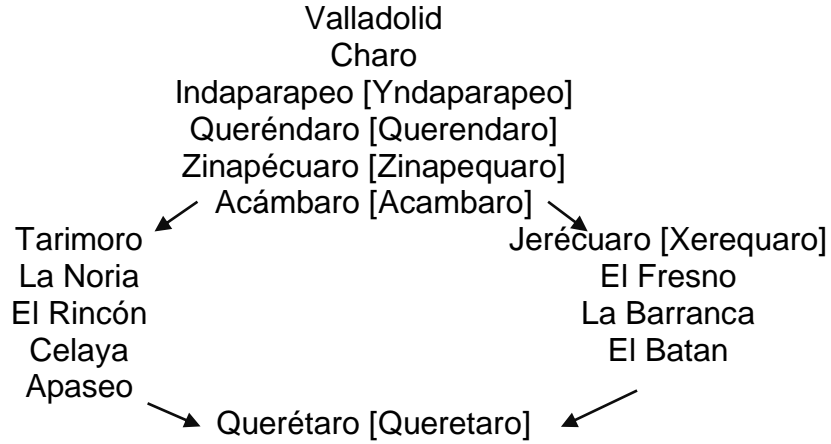 Valladolid
Charo
Indaparapeo [Yndaparapeo]
Queréndaro [Querendaro]
Zinapécuaro [Zinapequaro]
Acámbaro [Acambaro]
Tarimoro
La Noria
El Rincón
Celaya
Apaseo
Jerécuaro [Xerequaro]
El Fresno
La Barranca
El Batan
Querétaro [Queretaro]